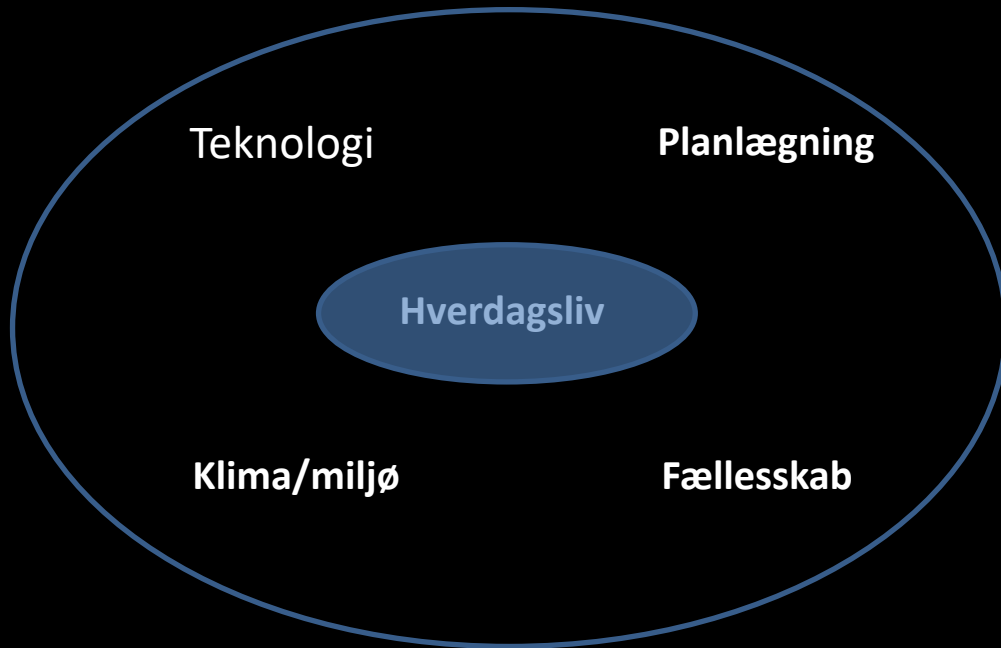 Teknologi
Planlægning
Hverdagsliv
Klima/miljø
Fællesskab